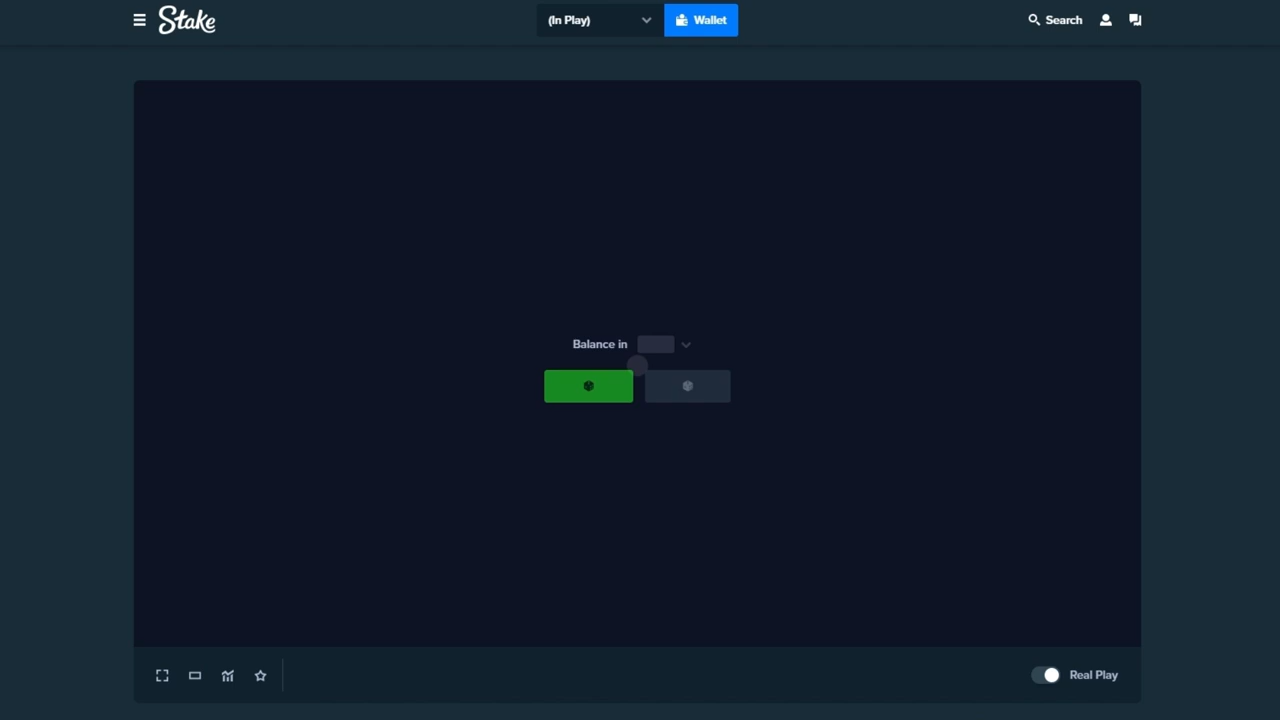 Stake
(In Play)
Wallet
Search
Balance in
Real Play